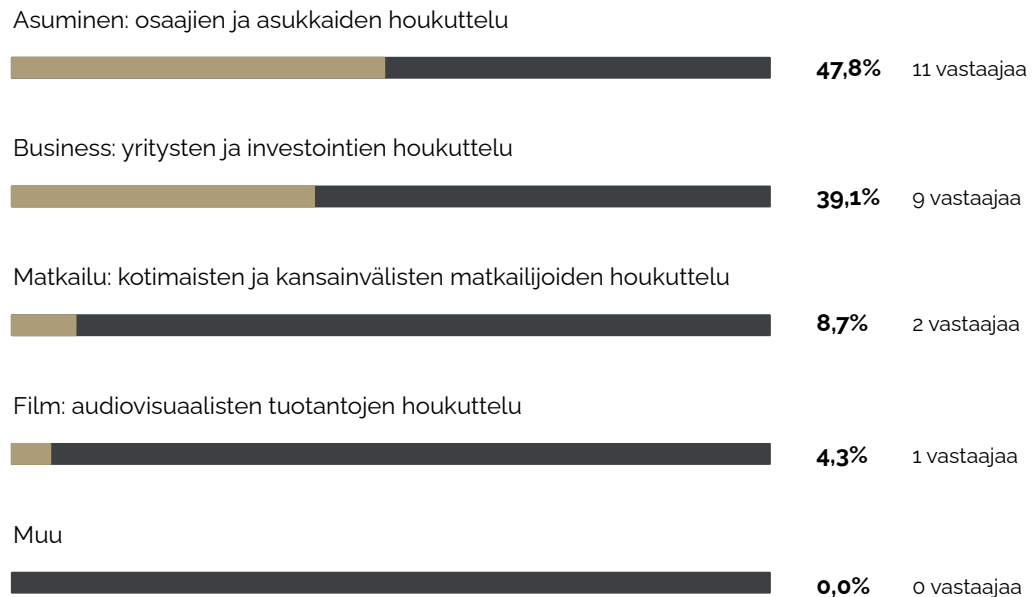 Asuminen: osaajien ja asukkaiden houkuttelu
47,8% 11 vastaajaa
Business: yritysten ja investointien houkuttelu
39,1% 9 vastaajaa
Matkailu: kotimaisten ja kansainvälisten matkailijoiden houkuttelu
8,7% 2 vastaajaa
Film: audiovisuaalisten tuotantojen houkuttelu
4,3% 1 vastaajaa
Muu
0,0% 0 vastaajaa